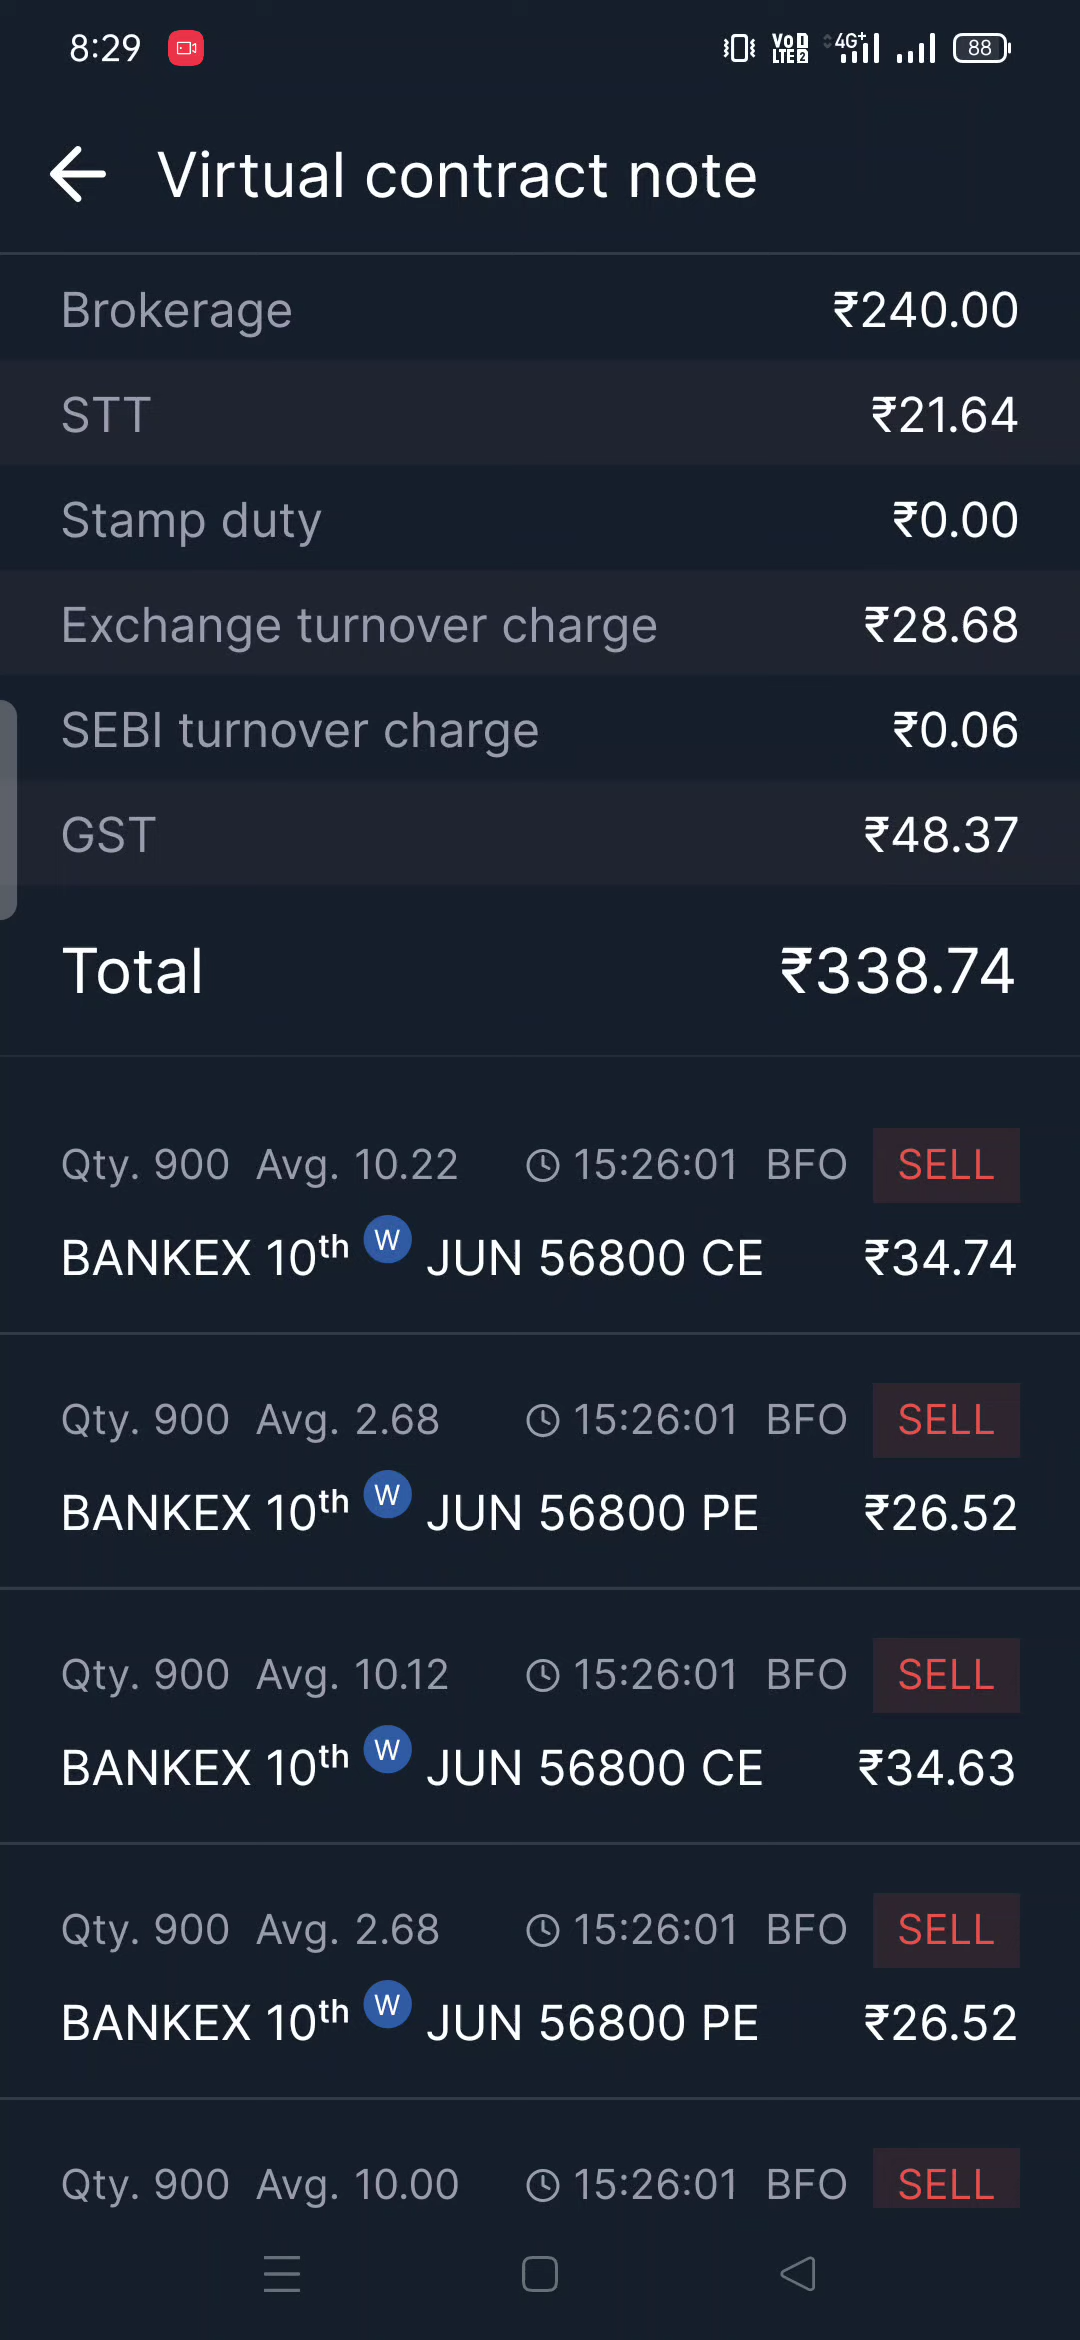 8:29 VoD LTE2 4G+ 88
Virtual contract note
Brokerage ₹240.00
STT ₹21.64
Stamp duty ₹0.00
Exchange turnover charge ₹28.68
SEBI turnover charge ₹0.06
GST ₹48.37
Total ₹338.74
Qty. 900 Avg. 10.22 15:26:01 BFO SELL
BANKEX 10th W JUN 56800 CE ₹34.74
Qty. 900 Avg. 2.68 15:26:01 BFO SELL
BANKEX 10th W JUN 56800 PE ₹26.52
Qty. 900 Avg. 10.12 15:26:01 BFO SELL
BANKEX 10th W JUN 56800 CE ₹34.63
Qty. 900 Avg. 2.68 15:26:01 BFO SELL
BANKEX 10th W JUN 56800 PE ₹26.52
Qty. 900 Avg. 10.00 15:26:01 BFO SELL